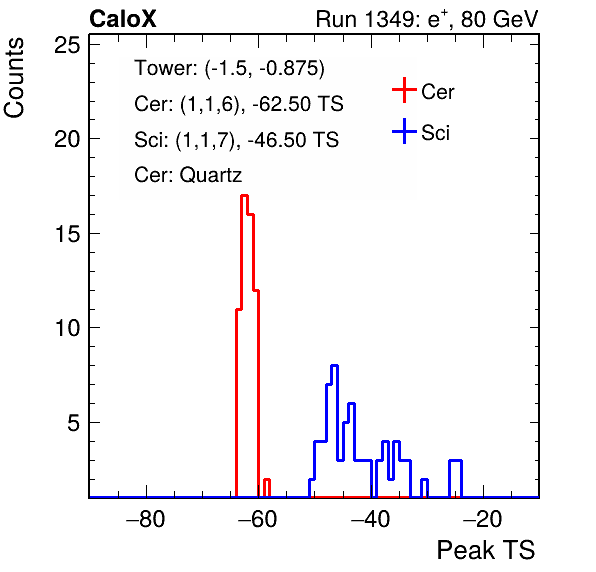 CaloX Run 1349: e⁺, 80 GeV
Counts
25
20
15
10
5
Tower: (-1.5, -0.875)
Cer: (1,1,6), -62.50 TS
Sci: (1,1,7), -46.50 TS
Cer: Quartz
Cer
Sci
−80 −60 −40 −20
Peak TS